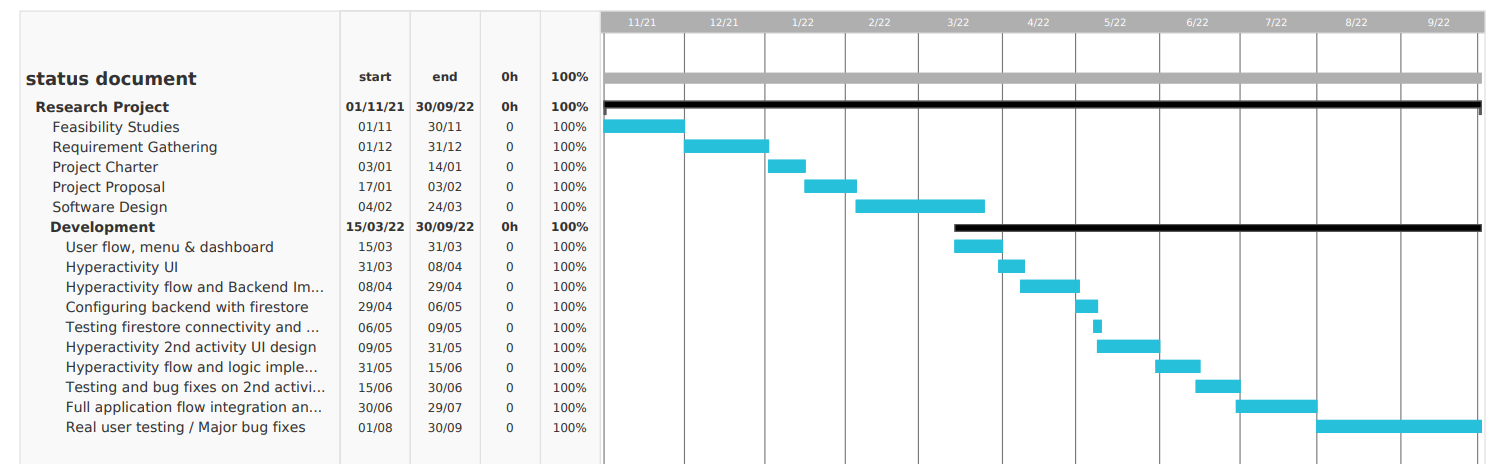 11/21 12/21 1/22 2/22 3/22 4/22 5/22 6/22 7/22 8/22 9/22
status document start end 0h 100%
Research Project 01/11/21 30/09/22 0h 100%
Feasibility Studies 01/11 30/11 0 100%
Requirement Gathering 01/12 31/12 0 100%
Project Charter 03/01 14/01 0 100%
Project Proposal 17/01 03/02 0 100%
Software Design 04/02 24/03 0 100%
Development 15/03/22 30/09/22 0h 100%
User flow, menu & dashboard 15/03 31/03 0 100%
Hyperactivity UI 31/03 08/04 0 100%
Hyperactivity flow and Backend Im... 08/04 29/04 0 100%
Configuring backend with firestore 29/04 06/05 0 100%
Testing firestore connectivity and ... 06/05 09/05 0 100%
Hyperactivity 2nd activity UI design 09/05 31/05 0 100%
Hyperactivity flow and logic imple... 31/05 15/06 0 100%
Testing and bug fixes on 2nd activi... 15/06 30/06 0 100%
Full application flow integration an... 30/06 29/07 0 100%
Real user testing / Major bug fixes 01/08 30/09 0 100%